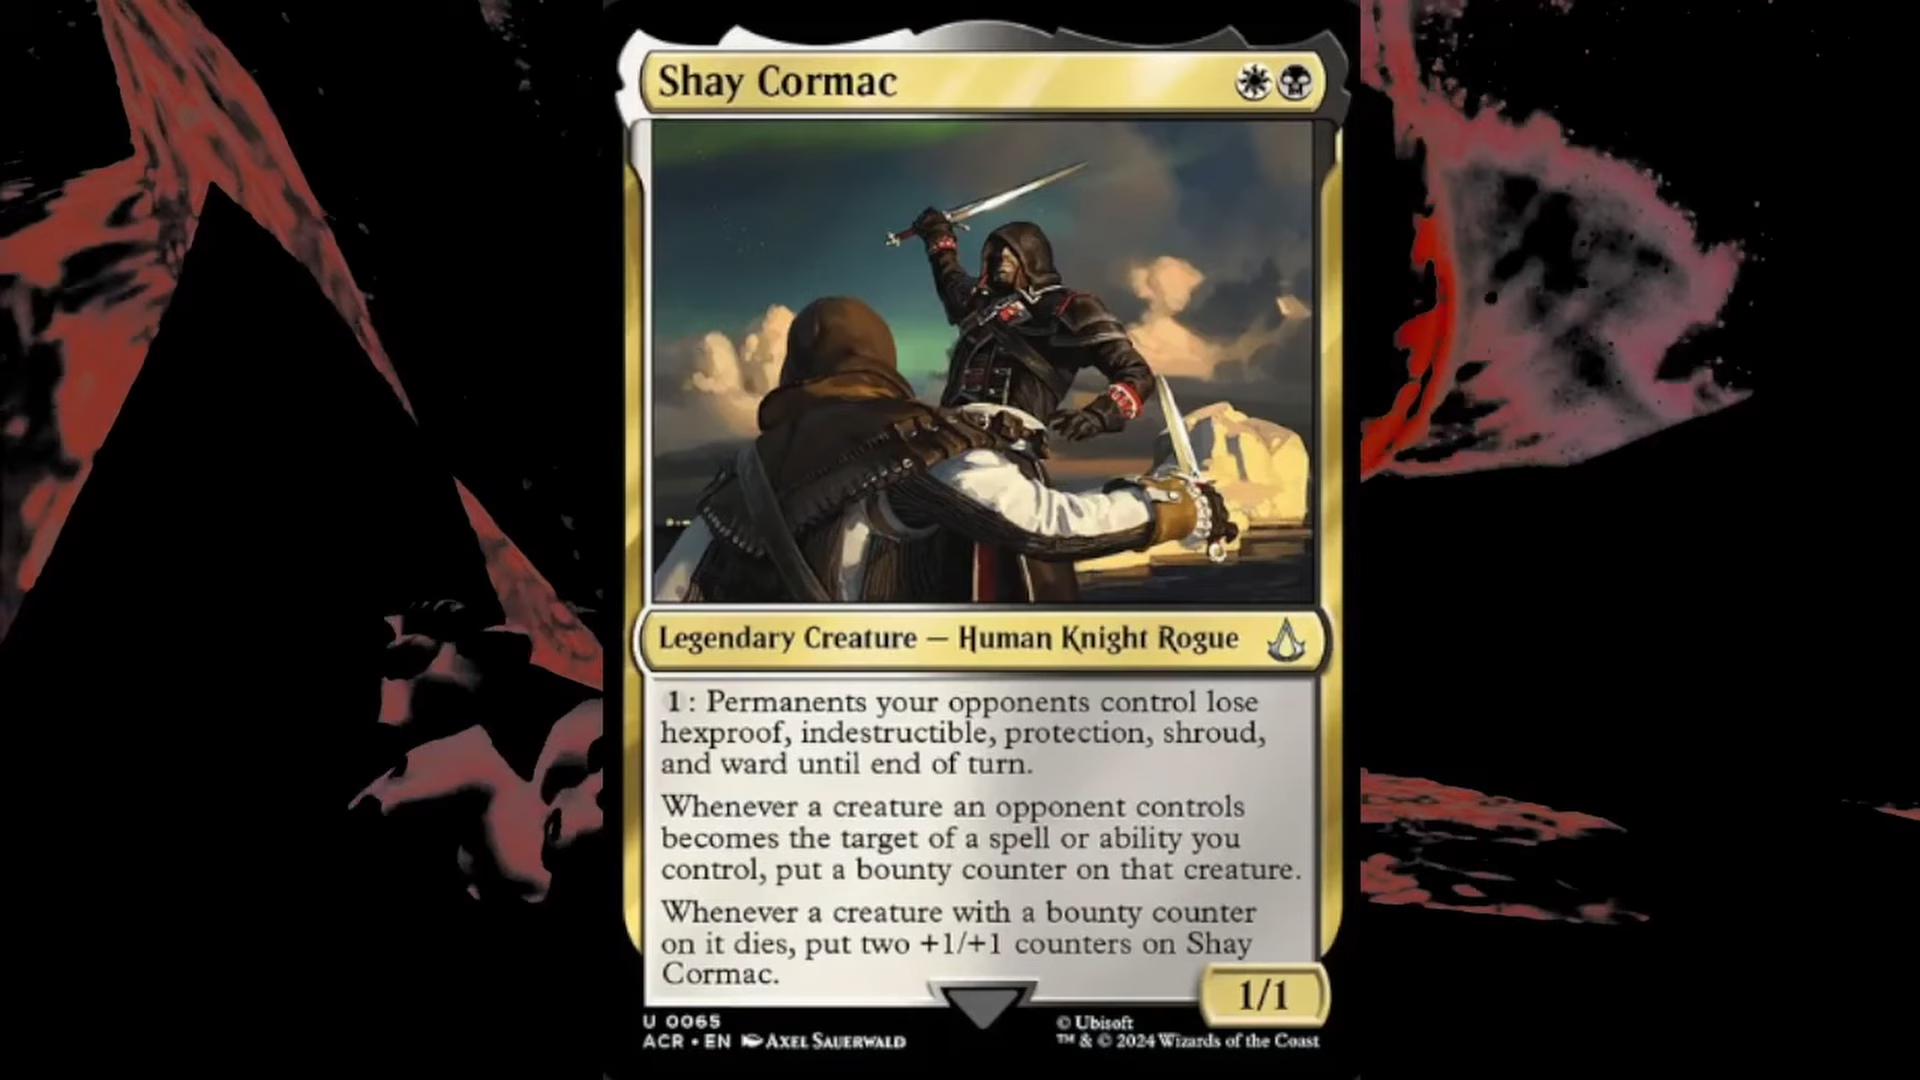 Shay Cormac
Legendary Creature — Human Knight Rogue
1: Permanents your opponents control lose
hexproof, indestructible, protection, shroud,
and ward until end of turn.
Whenever a creature an opponent controls
becomes the target of a spell or ability you
control, put a bounty counter on that creature.
Whenever a creature with a bounty counter
on it dies, put two +1/+1 counters on Shay
Cormac.
1/1
U 0065
ACR • EN AXEL SAUERWALD
© Ubisoft
™ & © 2024 Wizards of the Coast